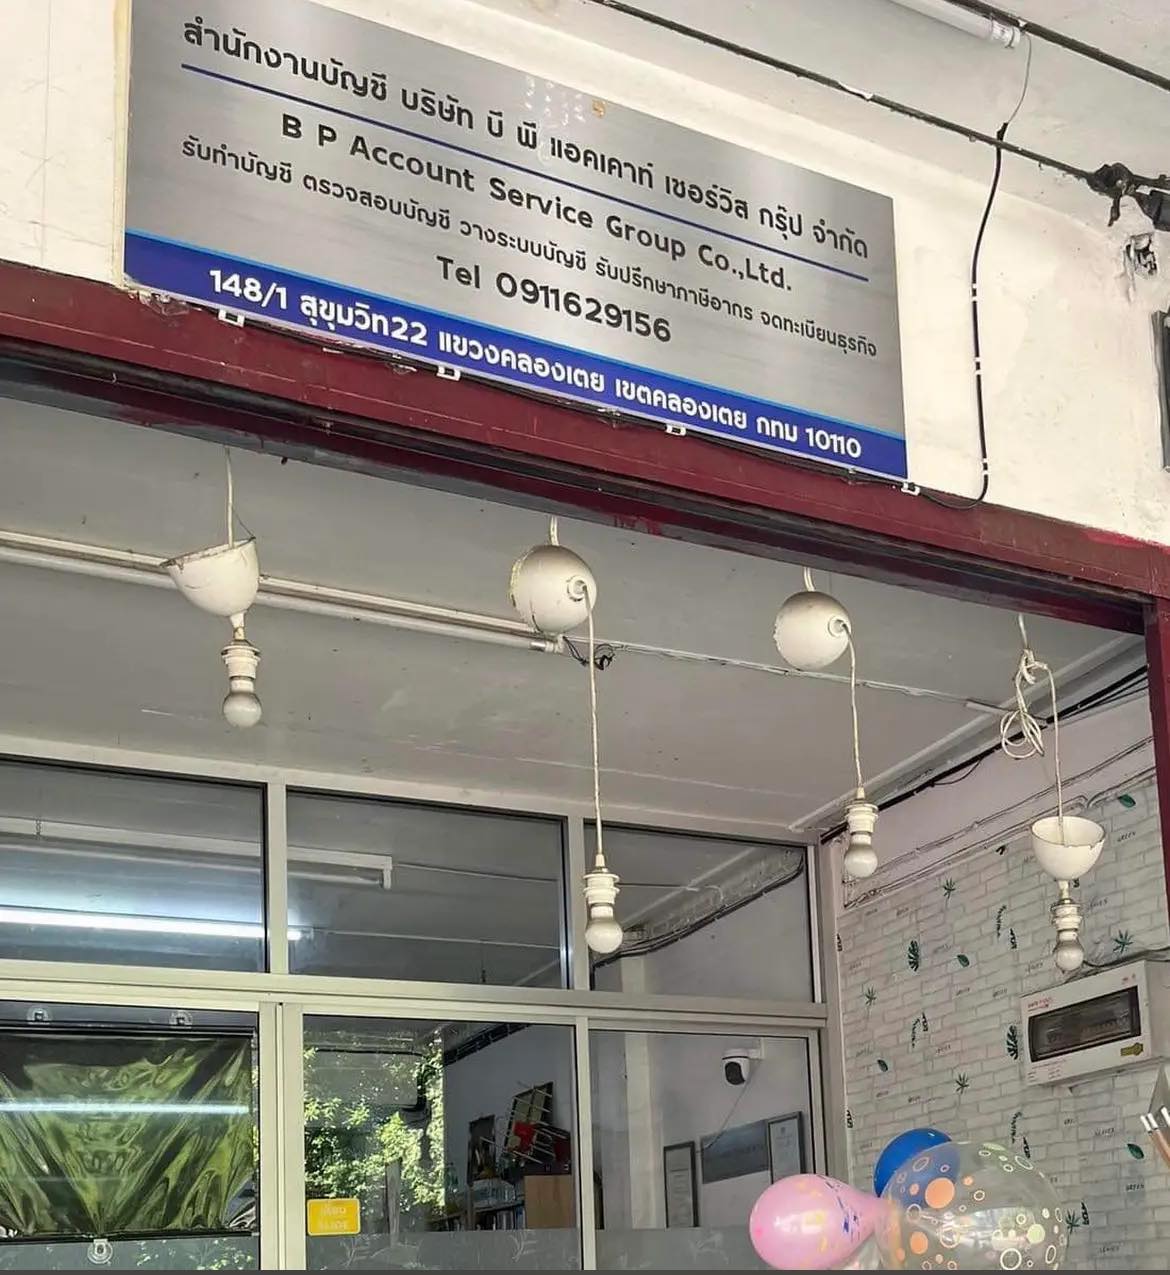 สำนักงานบัญชี บริษัท บี พี แอคเคาท์ เซอร์วิส กรุ๊ป จำกัด
B P Account Service Group Co.,Ltd.
รับทำบัญชี ตรวจสอบบัญชี วางระบบบัญชี รับปรึกษาภาษีอากร จดทะเบียนธุรกิจ
Tel 0911629156
148/1 สุขุมวิท22 แขวงคลองเตย เขตคลองเตย กทม 10110
เลื่อน
SLIDE